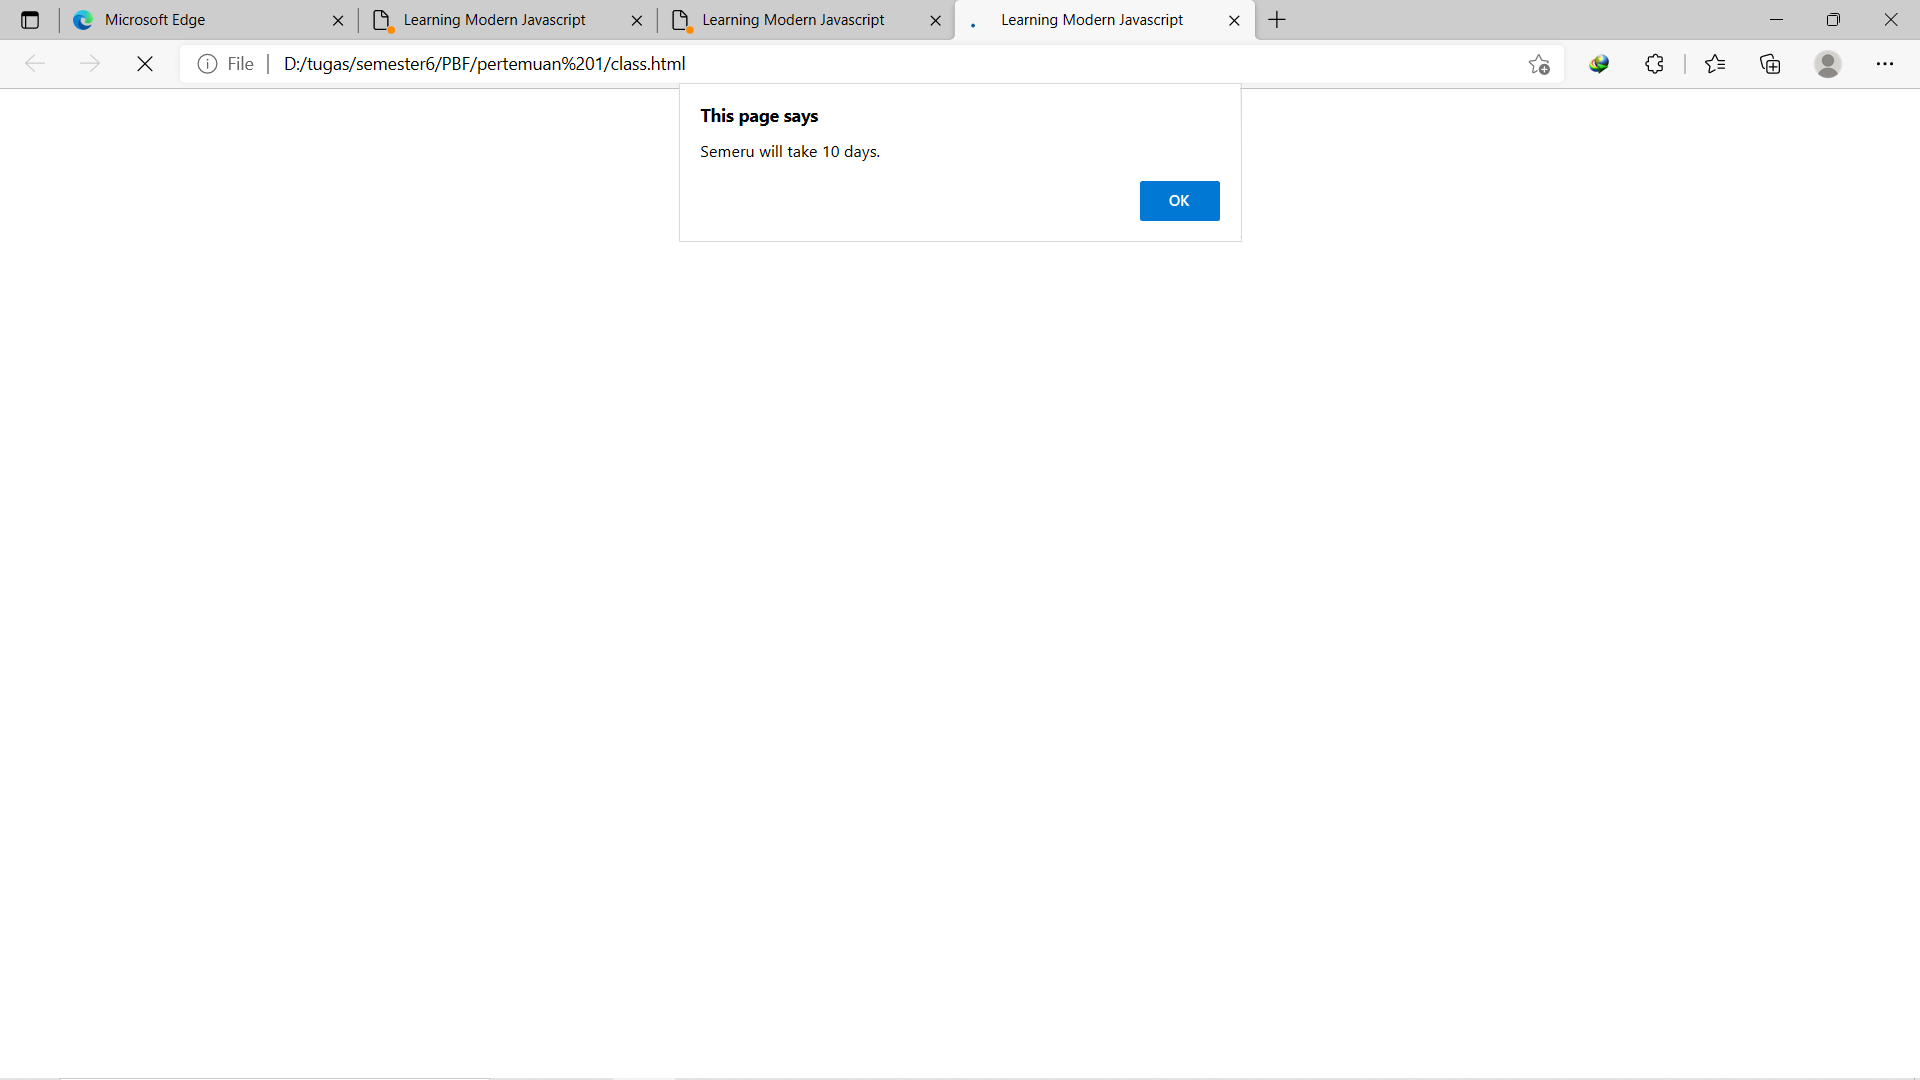 Microsoft Edge
Learning Modern Javascript
Learning Modern Javascript
Learning Modern Javascript
File
D:/tugas/semester6/PBF/pertemuan%201/class.html
This page says
Semeru will take 10 days.
OK